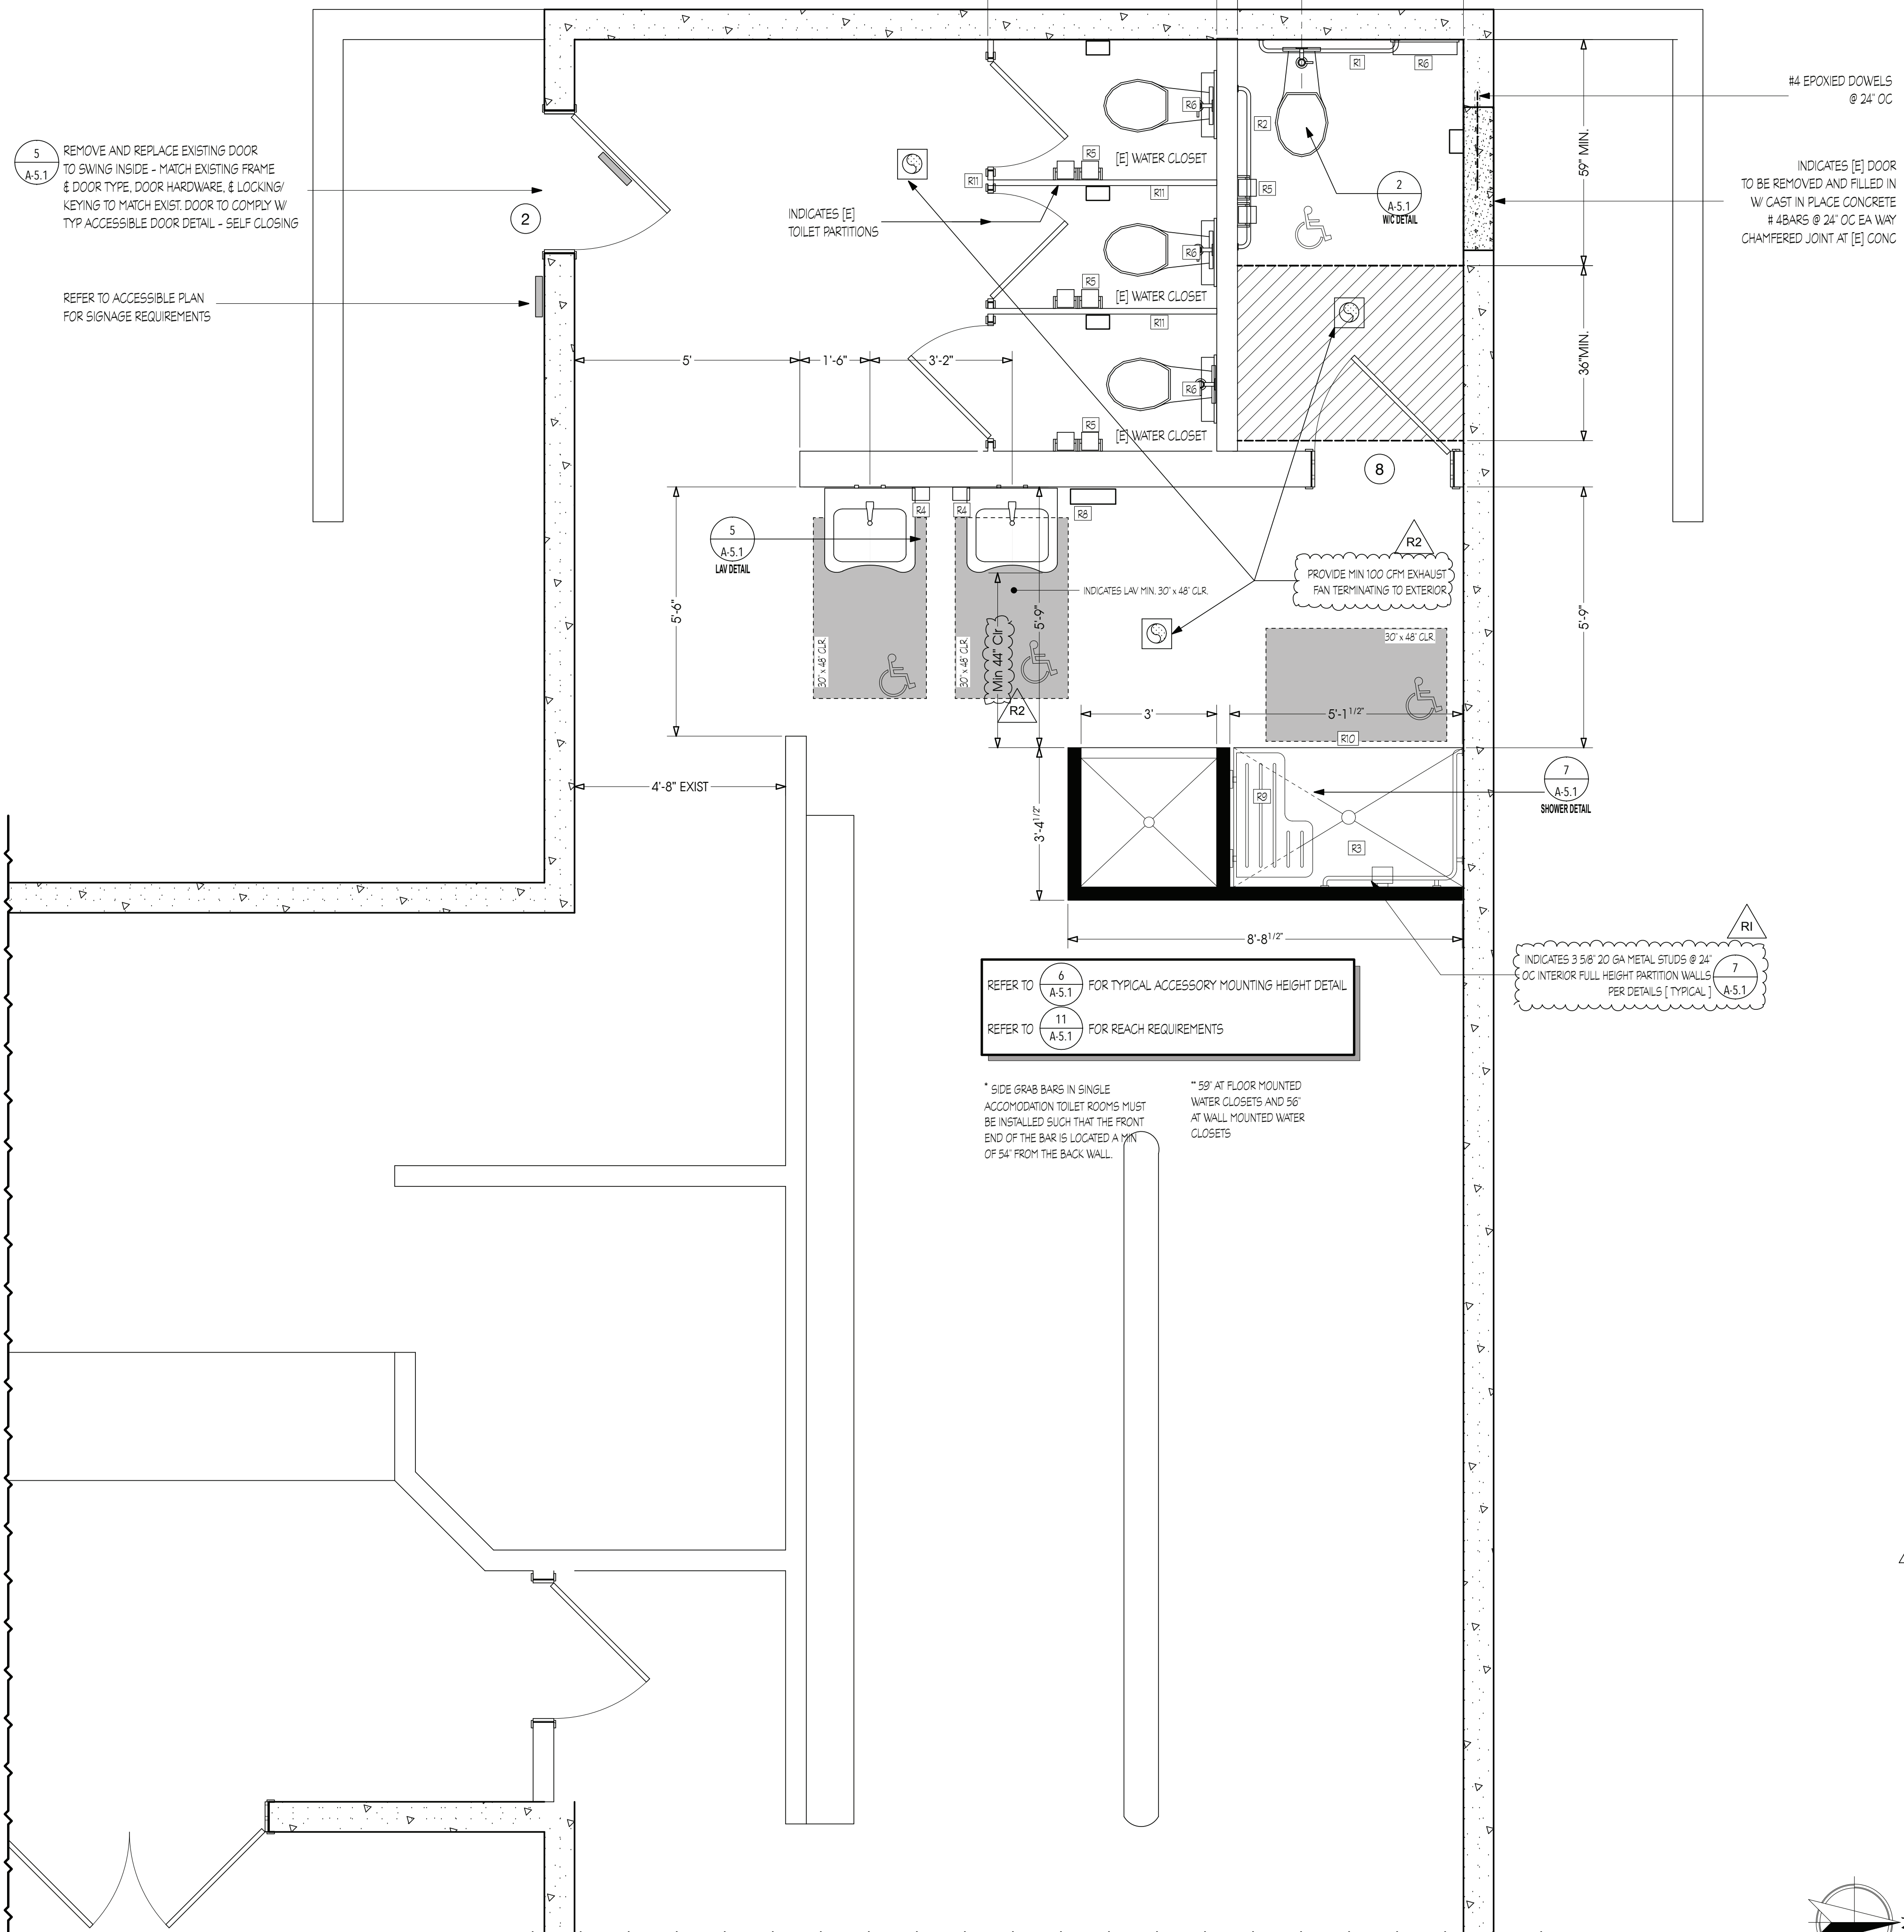 5
A-5.1
REMOVE AND REPLACE EXISTING DOOR
TO SWING INSIDE - MATCH EXISTING FRAME
& DOOR TYPE, DOOR HARDWARE, & LOCKING/
KEYING TO MATCH EXIST. DOOR TO COMPLY W/
TYP ACCESSIBLE DOOR DETAIL - SELF CLOSING
2
REFER TO ACCESSIBLE PLAN
FOR SIGNAGE REQUIREMENTS
INDICATES [E]
TOILET PARTITIONS
R11
R6
[E] WATER CLOSET
R5
R11
R6
[E] WATER CLOSET
R5
R11
R6
[E] WATER CLOSET
R5
R1
R6
R2
R5
2
A-5.1
W/C DETAIL
#4 EPOXIED DOWELS
@ 24" OC
INDICATES [E] DOOR
TO BE REMOVED AND FILLED IN
W/ CAST IN PLACE CONCRETE
# 4BARS @ 24" OC EA WAY
CHAMFERED JOINT AT [E] CONC
59" MIN.
36"MIN.
5'
1'-6"
3'-2"
8
R4
R4
R8
5
A-5.1
LAV DETAIL
R2
PROVIDE MIN 100 CFM EXHAUST
FAN TERMINATING TO EXTERIOR
INDICATES LAV MIN. 30" x 48" CLR.
5'-6"
5'-9"
5'-9"
30" x 48" CLR.
30" x 48" CLR.
Min 44" Clr
R2
30" x 48" CLR.
3'
5'-1 1/2"
R10
4'-8" EXIST
R9
R3
7
A-5.1
SHOWER DETAIL
3'-4 1/2"
8'-8 1/2"
R1
INDICATES 3 5/8" 20 GA METAL STUDS @ 24"
OC INTERIOR FULL HEIGHT PARTITION WALLS
PER DETAILS [ TYPICAL ]
7
A-5.1
REFER TO 6 A-5.1 FOR TYPICAL ACCESSORY MOUNTING HEIGHT DETAIL
REFER TO 11 A-5.1 FOR REACH REQUIREMENTS
* SIDE GRAB BARS IN SINGLE
ACCOMODATION TOILET ROOMS MUST
BE INSTALLED SUCH THAT THE FRONT
END OF THE BAR IS LOCATED A MIN
OF 54" FROM THE BACK WALL.
** 59" AT FLOOR MOUNTED
WATER CLOSETS AND 56"
AT WALL MOUNTED WATER
CLOSETS